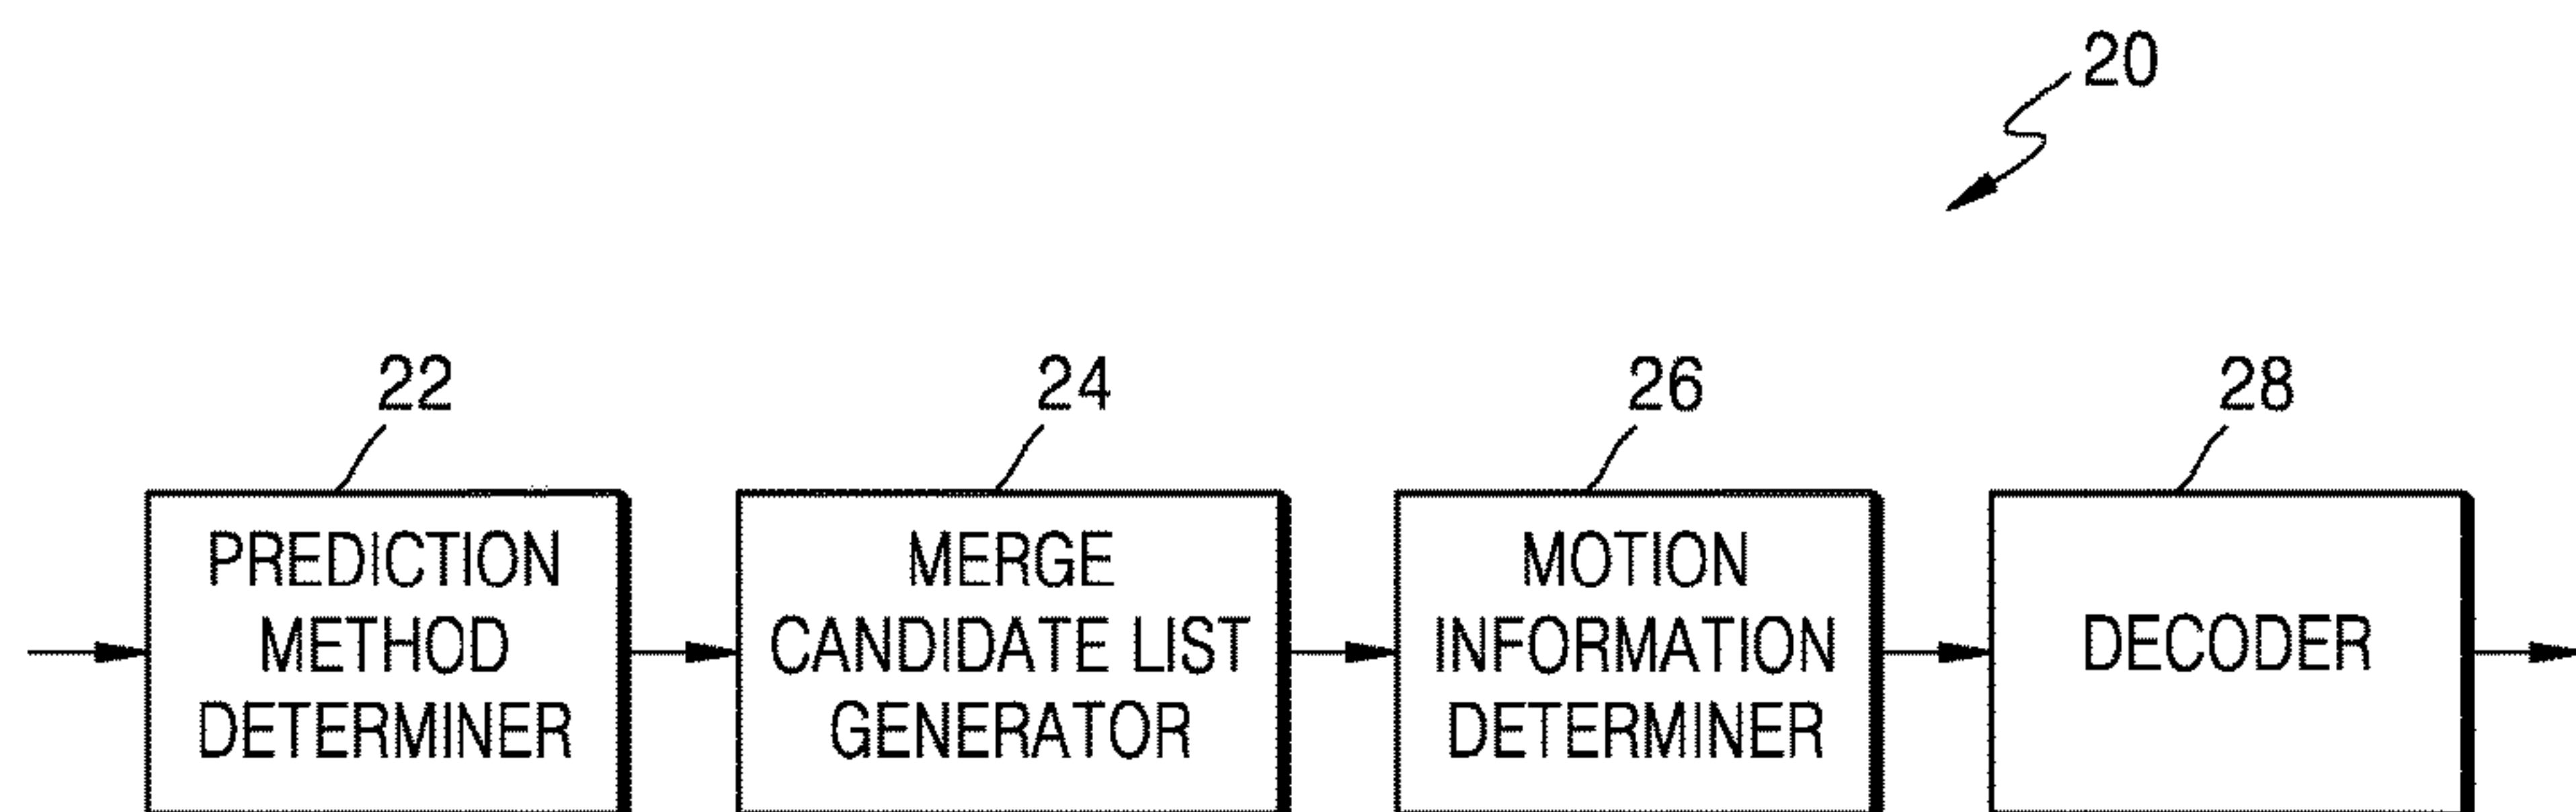 20
22
24
26
28
PREDICTION
METHOD
DETERMINER
MERGE
CANDIDATE LIST
GENERATOR
MOTION
INFORMATION
DETERMINER
DECODER